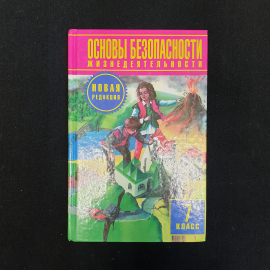 ОСНОВЫ БЕЗОПАСНОСТИ
ЖИЗНЕДЕЯТЕЛЬНОСТИ
НОВАЯ
РЕДАКЦИЯ
7
КЛАСС